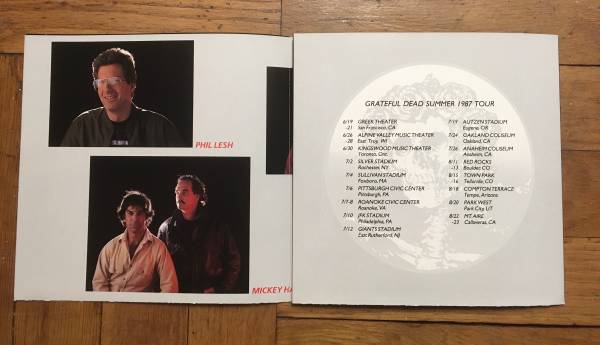 PHIL LESH
MICKEY HA
GRATEFUL DEAD SUMMER 1987 TOUR
6/19 GREEK THEATER
-21 San Francisco, CA
6/26 ALPINE VALLEY MUSIC THEATER
-28 East Troy, WI
6/30 KINGSWOOD MUSIC THEATER
Toronto, Ont.
7/2 SILVER STADIUM
Rochester, NY
7/4 SULLIVAN STADIUM
Foxboro, MA
7/6 PITTSBURGH CIVIC CENTER
Pittsburgh, PA
7/7-8 ROANOKE CIVIC CENTER
Roanoke, VA
7/10 JFK STADIUM
Philadelphia, PA
7/12 GIANTS STADIUM
East Rutherford, NJ
7/19 AUTZEN STADIUM
Eugene, OR
7/24 OAKLAND COLISEUM
Oakland, CA
7/26 ANAHEIM COLISEUM
Anaheim, CA
8/11 RED ROCKS
-13 Boulder, CO
8/15 TOWN PARK
-16 Telluride, CO
8/18 COMPTON TERRACE
Tempe, Arizona
8/20 PARK WEST
Park City, UT
8/22 MT. AIRE
-23 Calaveras, CA